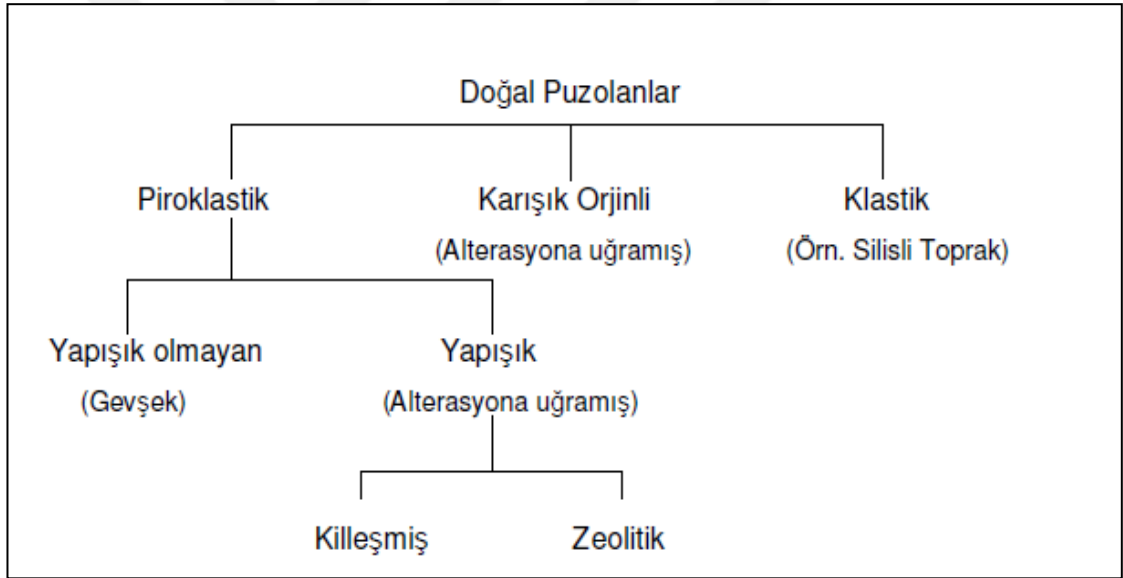 Doğal Puzolanlar
Piroklastik Karışık Orjinli Klastik
(Alterasyona uğramış) (Örn. Silisli Toprak)
Yapışık olmayan Yapışık
(Gevşek) (Alterasyona uğramış)
Killeşmiş Zeolitik